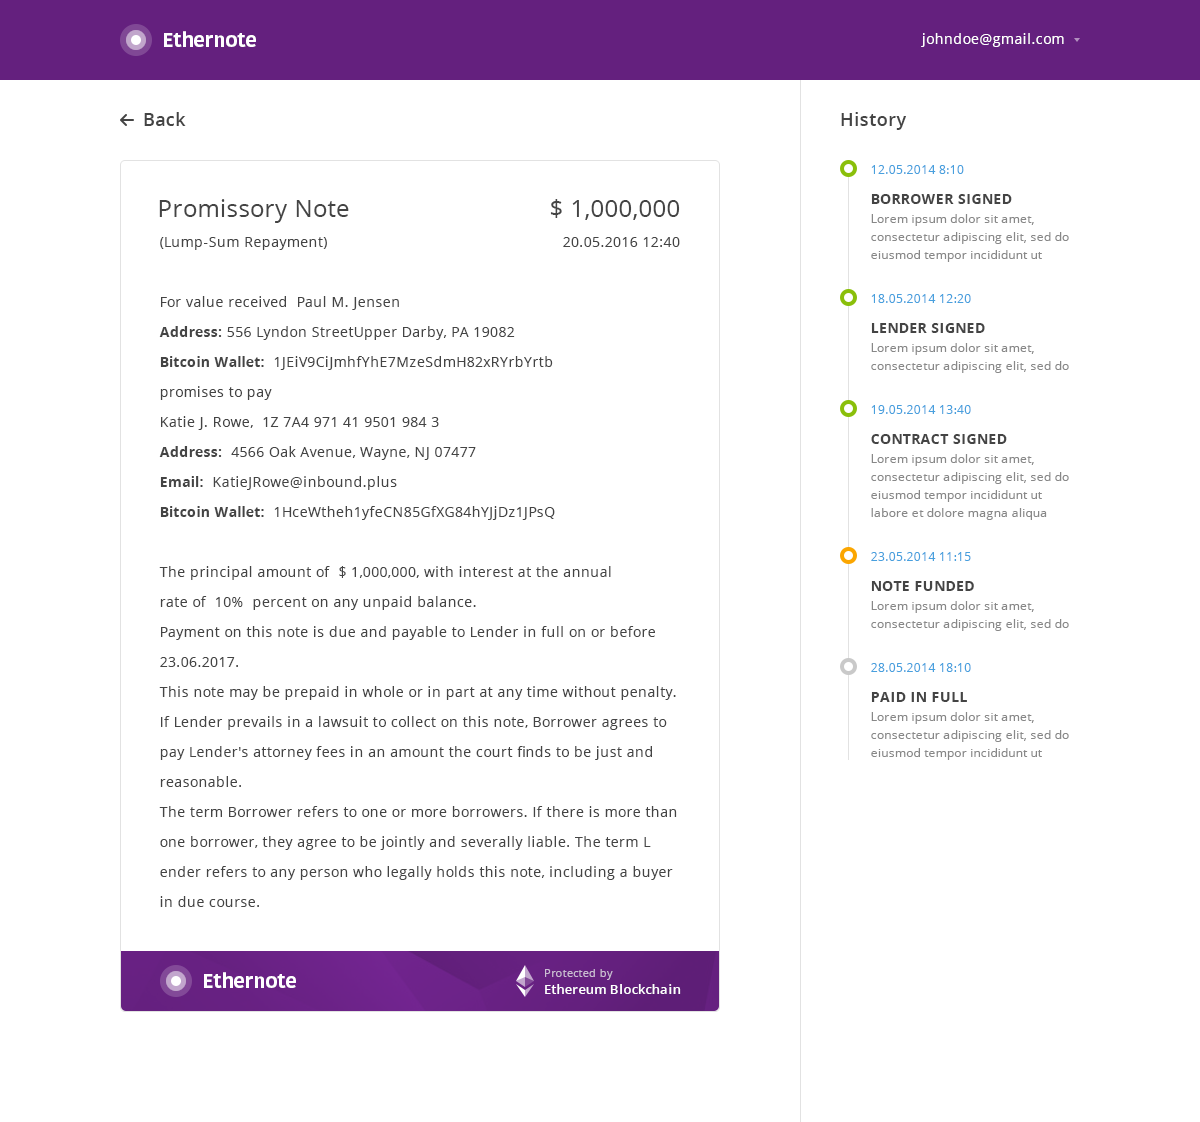 Ethernote
johndoe@gmail.com
Back
Promissory Note
$ 1,000,000
(Lump-Sum Repayment)
20.05.2016 12:40
For value received Paul M. Jensen
Address: 556 Lyndon StreetUpper Darby, PA 19082
Bitcoin Wallet: 1JEiV9CiJmhfYhE7MzeSdmH82xRYrbYrtb
promises to pay
Katie J. Rowe, 1Z 7A4 971 41 9501 984 3
Address: 4566 Oak Avenue, Wayne, NJ 07477
Email: KatieJRowe@inbound.plus
Bitcoin Wallet: 1HceWtheh1yfeCN85GfXG84hYJjDz1JPsQ
The principal amount of $ 1,000,000, with interest at the annual
rate of 10% percent on any unpaid balance.
Payment on this note is due and payable to Lender in full on or before
23.06.2017.
This note may be prepaid in whole or in part at any time without penalty.
If Lender prevails in a lawsuit to collect on this note, Borrower agrees to
pay Lender's attorney fees in an amount the court finds to be just and
reasonable.
The term Borrower refers to one or more borrowers. If there is more than
one borrower, they agree to be jointly and severally liable. The term L
ender refers to any person who legally holds this note, including a buyer
in due course.
Ethernote
Protected by
Ethereum Blockchain
History
12.05.2014 8:10
BORROWER SIGNED
Lorem ipsum dolor sit amet,
consectetur adipiscing elit, sed do
eiusmod tempor incididunt ut
18.05.2014 12:20
LENDER SIGNED
Lorem ipsum dolor sit amet,
consectetur adipiscing elit, sed do
19.05.2014 13:40
CONTRACT SIGNED
Lorem ipsum dolor sit amet,
consectetur adipiscing elit, sed do
eiusmod tempor incididunt ut
labore et dolore magna aliqua
23.05.2014 11:15
NOTE FUNDED
Lorem ipsum dolor sit amet,
consectetur adipiscing elit, sed do
28.05.2014 18:10
PAID IN FULL
Lorem ipsum dolor sit amet,
consectetur adipiscing elit, sed do
eiusmod tempor incididunt ut